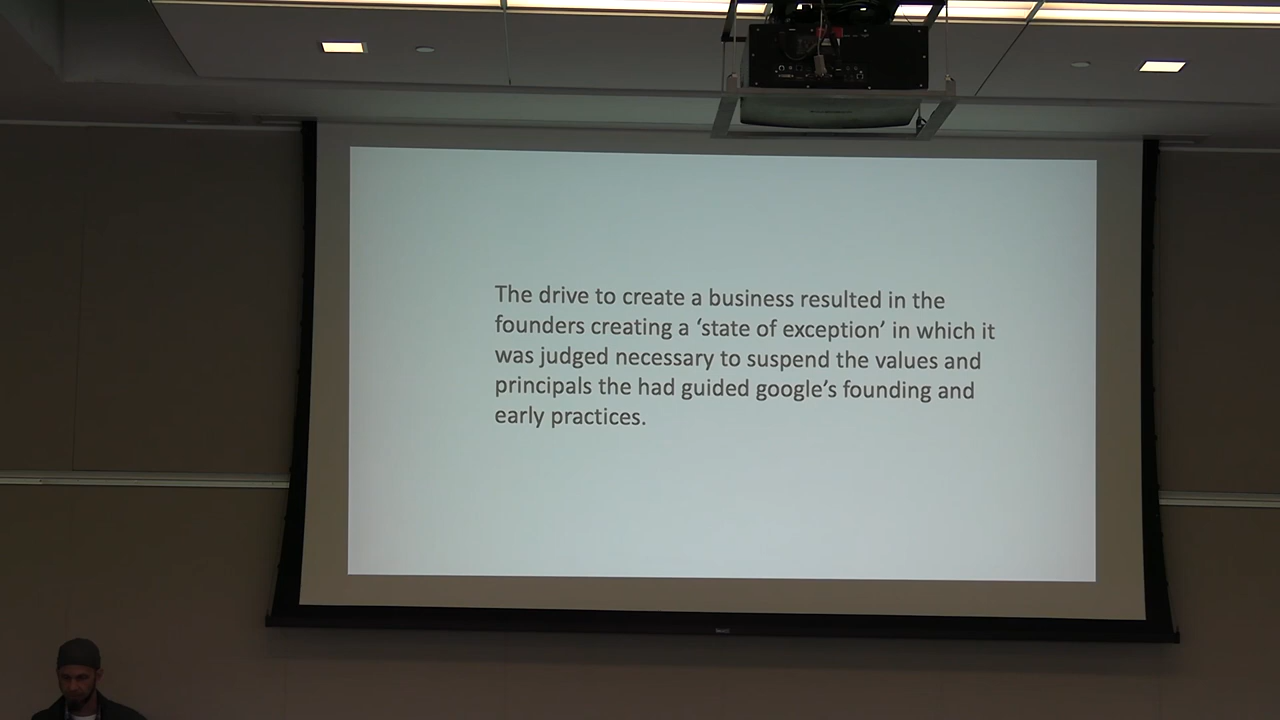 The drive to create a business resulted in the
founders creating a ‘state of exception’ in which it
was judged necessary to suspend the values and
principals the had guided google’s founding and
early practices.